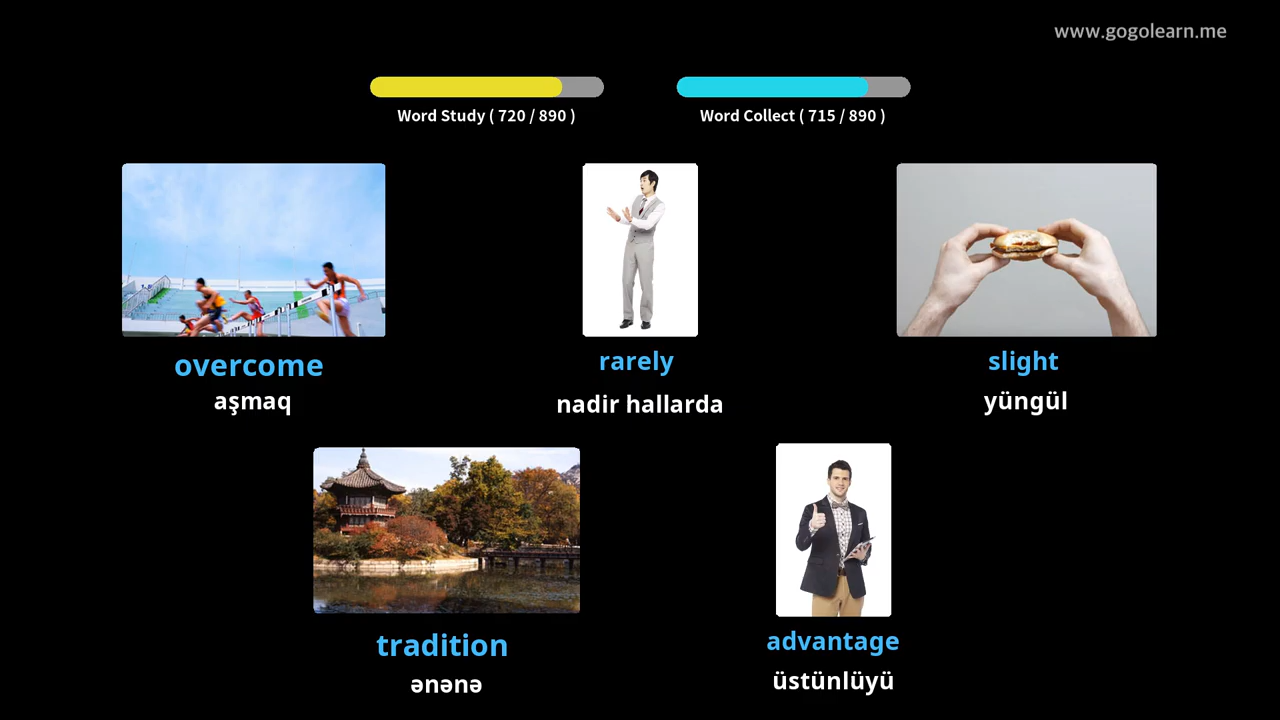 www.gogolearn.me
Word Study ( 720 / 890 )
Word Collect ( 715 / 890 )
overcome
aşmaq
rarely
nadir hallarda
slight
yüngül
tradition
ənənə
advantage
üstünlüyü